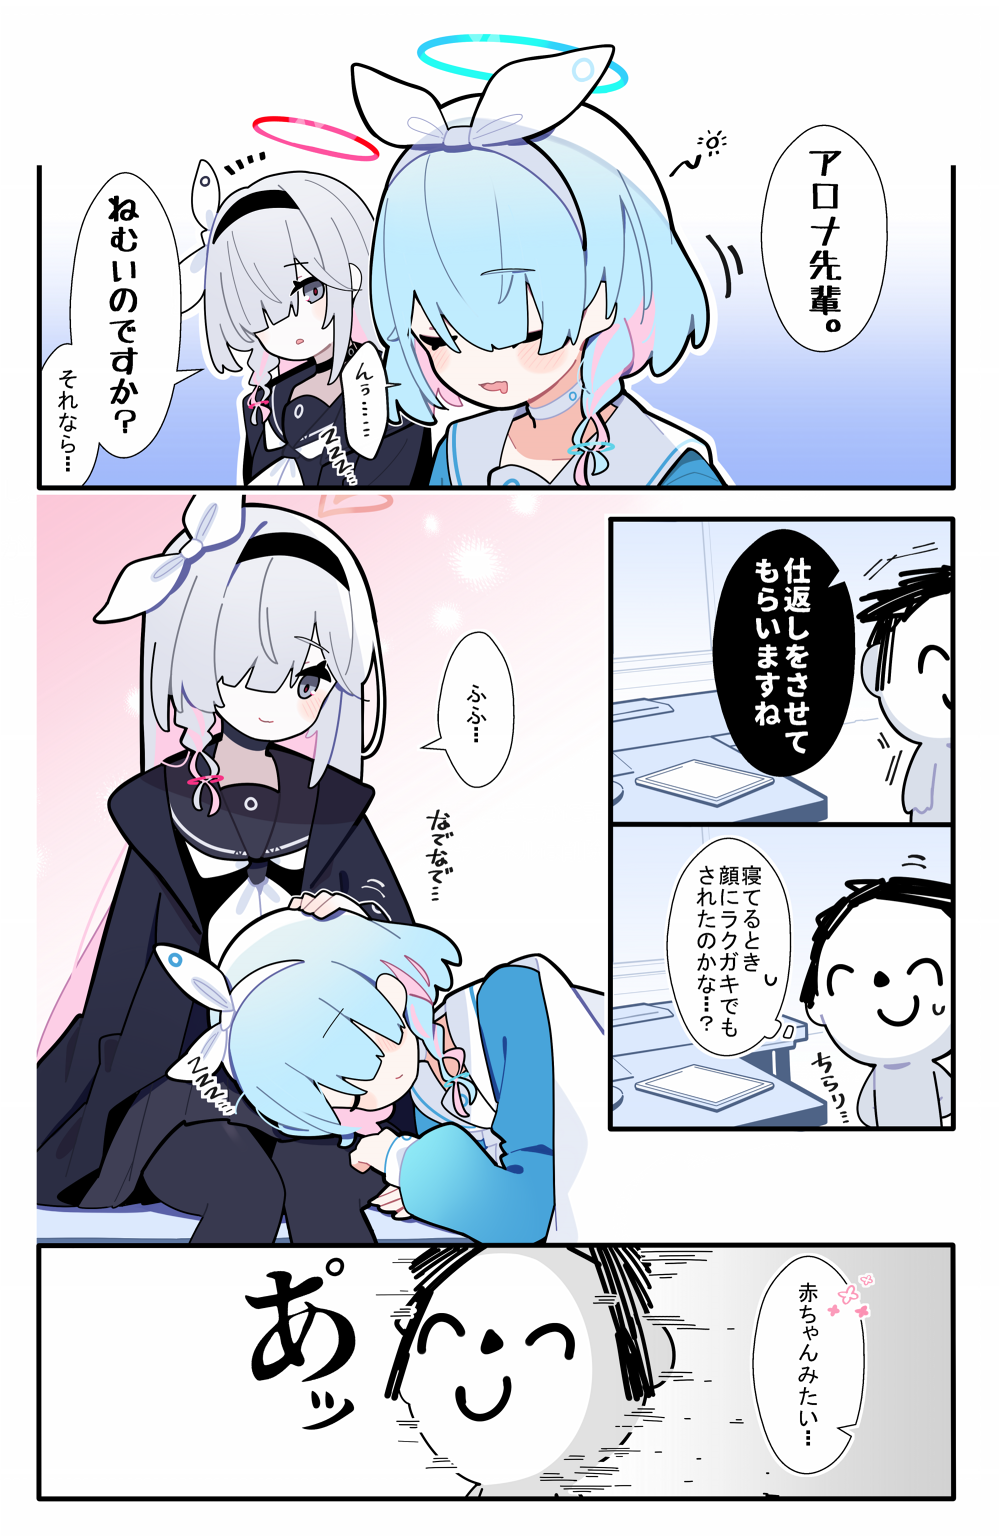 アロナ先輩。
ねむいのですか？
んぅ……
zzz…
それなら…
仕返しをさせて
もらいますね
寝てるとき
顔にラクガキでも
されたのかな…？
ちらり…
ふふ…
なでなで…
zzz…
赤ちゃんみたい…
あ゜ッ